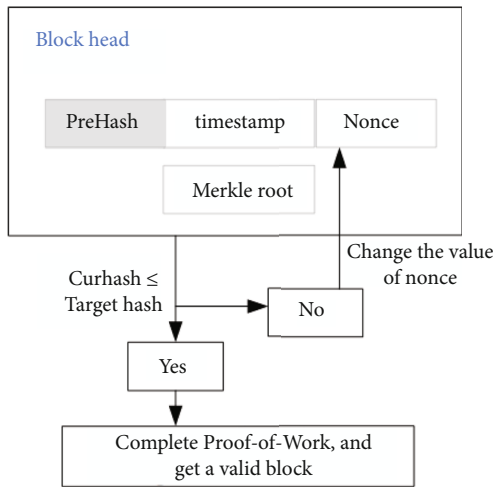 Block head
PreHash
timestamp
Nonce
Merkle root
Curhash ≤
Target hash
Change the value
of nonce
No
Yes
Complete Proof-of-Work, and
get a valid block